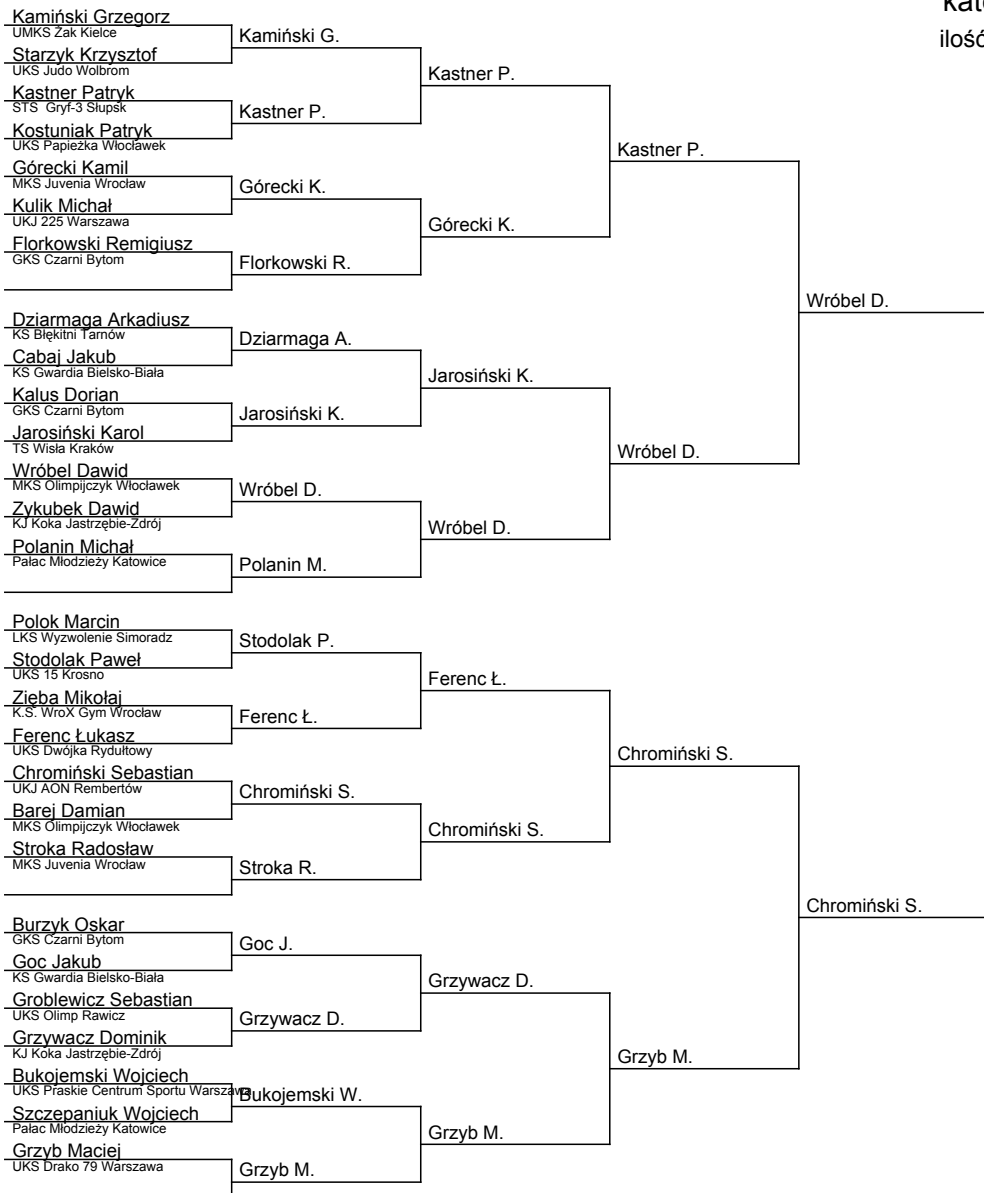 kat
ilość
Kamiński Grzegorz
UMKS Żak Kielce
Starzyk Krzysztof
UKS Judo Wolbrom
Kastner Patryk
STS Gryf-3 Słupsk
Kostuniak Patryk
UKS Papieżka Włocławek
Górecki Kamil
MKS Juvenia Wrocław
Kulik Michał
UKJ 225 Warszawa
Florkowski Remigiusz
GKS Czarni Bytom
Dziarmaga Arkadiusz
KS Błękitni Tarnów
Cabaj Jakub
KS Gwardia Bielsko-Biała
Kalus Dorian
GKS Czarni Bytom
Jarosiński Karol
TS Wisła Kraków
Wróbel Dawid
MKS Olimpijczyk Włocławek
Zykubek Dawid
KJ Koka Jastrzębie-Zdrój
Polanin Michał
Pałac Młodzieży Katowice
Polok Marcin
LKS Wyzwolenie Simoradz
Stodolak Paweł
UKS 15 Krosno
Zięba Mikołaj
K.S. WroX Gym Wrocław
Ferenc Łukasz
UKS Dwójka Rydułtowy
Chromiński Sebastian
UKJ AON Rembertów
Barej Damian
MKS Olimpijczyk Włocławek
Stroka Radosław
MKS Juvenia Wrocław
Burzyk Oskar
GKS Czarni Bytom
Goc Jakub
KS Gwardia Bielsko-Biała
Groblewicz Sebastian
UKS Olimp Rawicz
Grzywacz Dominik
KJ Koka Jastrzębie-Zdrój
Bukojemski Wojciech
UKS Praskie Centrum Sportu Warszawa
Szczepaniuk Wojciech
Pałac Młodzieży Katowice
Grzyb Maciej
UKS Drako 79 Warszawa
Kamiński G.
Kastner P.
Górecki K.
Florkowski R.
Dziarmaga A.
Jarosiński K.
Wróbel D.
Polanin M.
Stodolak P.
Ferenc Ł.
Chromiński S.
Stroka R.
Goc J.
Grzywacz D.
Bukojemski W.
Grzyb M.
Kastner P.
Górecki K.
Jarosiński K.
Wróbel D.
Ferenc Ł.
Chromiński S.
Grzywacz D.
Grzyb M.
Kastner P.
Wróbel D.
Chromiński S.
Grzyb M.
Wróbel D.
Chromiński S.